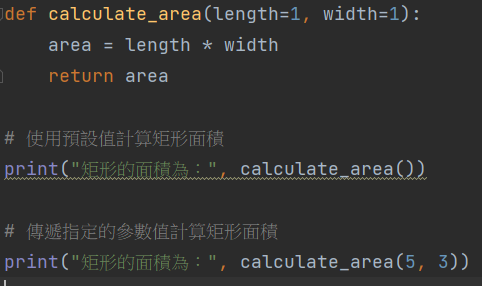 def calculate_area(length=1, width=1):
    area = length * width
    return area

# 使用預設值計算矩形面積
print("矩形的面積為：", calculate_area())

# 傳遞指定的參數值計算矩形面積
print("矩形的面積為：", calculate_area(5, 3))